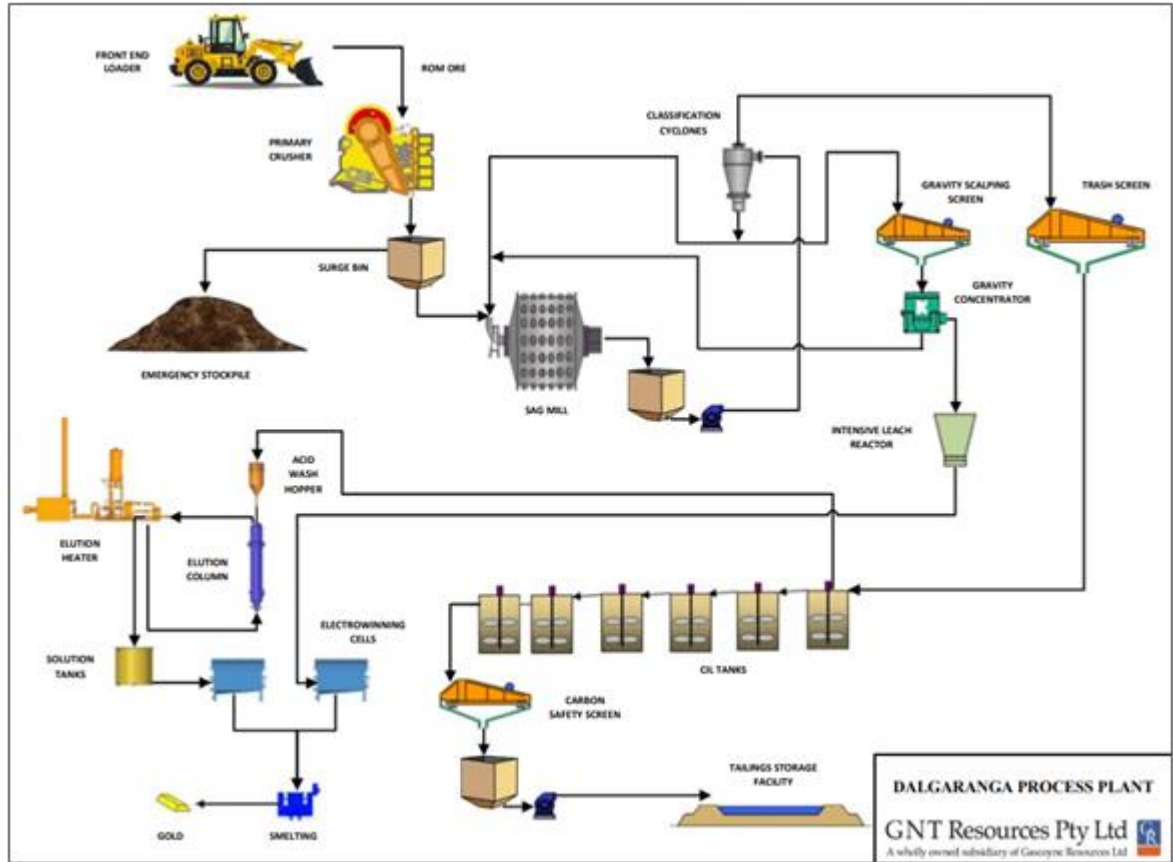 FRONT END
LOADER
ROM ORE
PRIMARY
CRUSHER
CLASSIFICATION
CYCLONES
GRAVITY SCALPING
SCREEN
TRASH SCREEN
SURGE BIN
GRAVITY
CONCENTRATOR
EMERGENCY STOCKPILE
SAG MILL
INTENSIVE LEACH
REACTOR
ACID
WASH
HOPPER
ELUTION
HEATER
ELUTION
COLUMN
ELECTROWINNING
CELLS
SOLUTION
TANKS
CIL TANKS
CARBON
SAFETY SCREEN
TAILINGS STORAGE
FACILITY
GOLD
SMELTING
DALGARANGA PROCESS PLANT
GNT Resources Pty Ltd
A wholly owned subsidiary of Gascoyne Resources Ltd